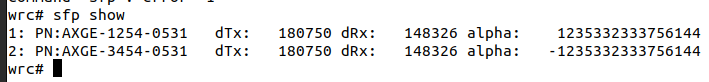 wrc# sfp show
1: PN:AXGE-1254-0531   dTx:   180750 dRx:   148326 alpha:     1235332333756144
2: PN:AXGE-3454-0531   dTx:   180750 dRx:   148326 alpha:    -1235332333756144
wrc#